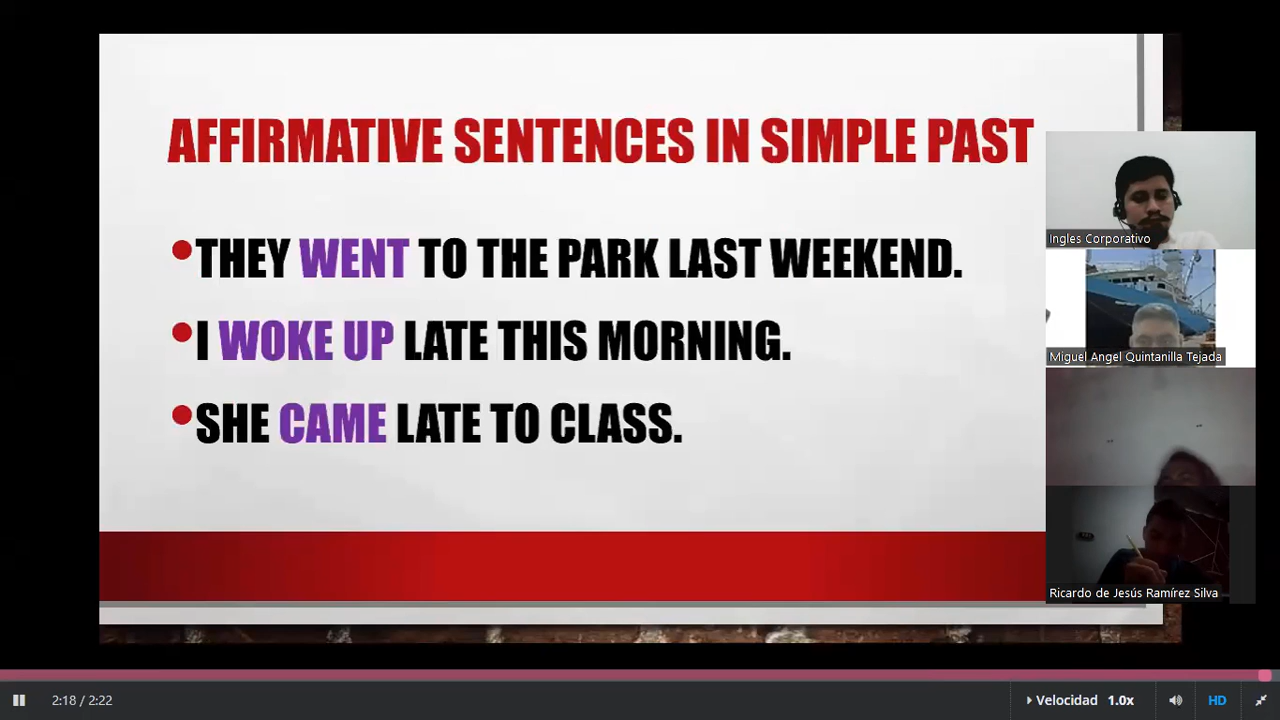 AFFIRMATIVE SENTENCES IN SIMPLE PAST
•THEY WENT TO THE PARK LAST WEEKEND.
•I WOKE UP LATE THIS MORNING.
•SHE CAME LATE TO CLASS.
Ingles Corporativo
Miguel Angel Quintanilla Tejada
Ricardo de Jesús Ramírez Silva
2:18 / 2:22
Velocidad 1.0x
HD